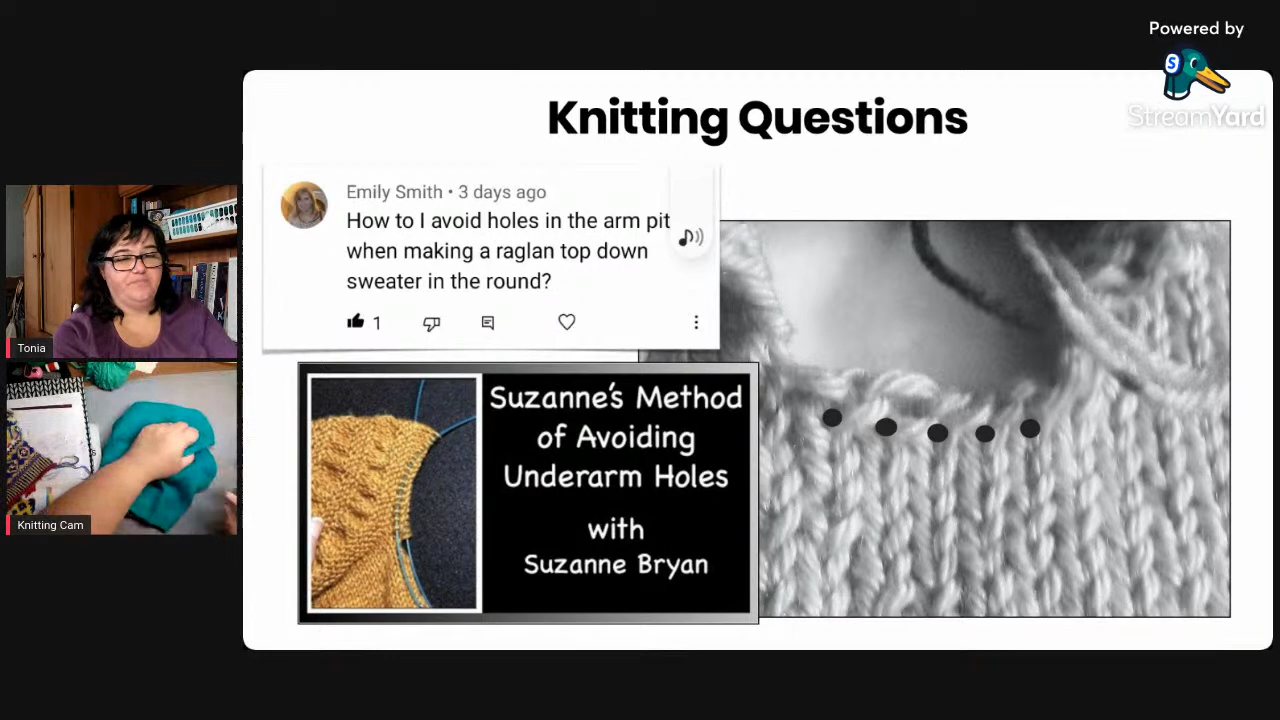 Powered by
StreamYard
Knitting Questions
Emily Smith • 3 days ago
How to I avoid holes in the arm pit
when making a raglan top down
sweater in the round?
1
Suzanne's Method
of Avoiding
Underarm Holes
with
Suzanne Bryan
Tonia
Knitting Cam